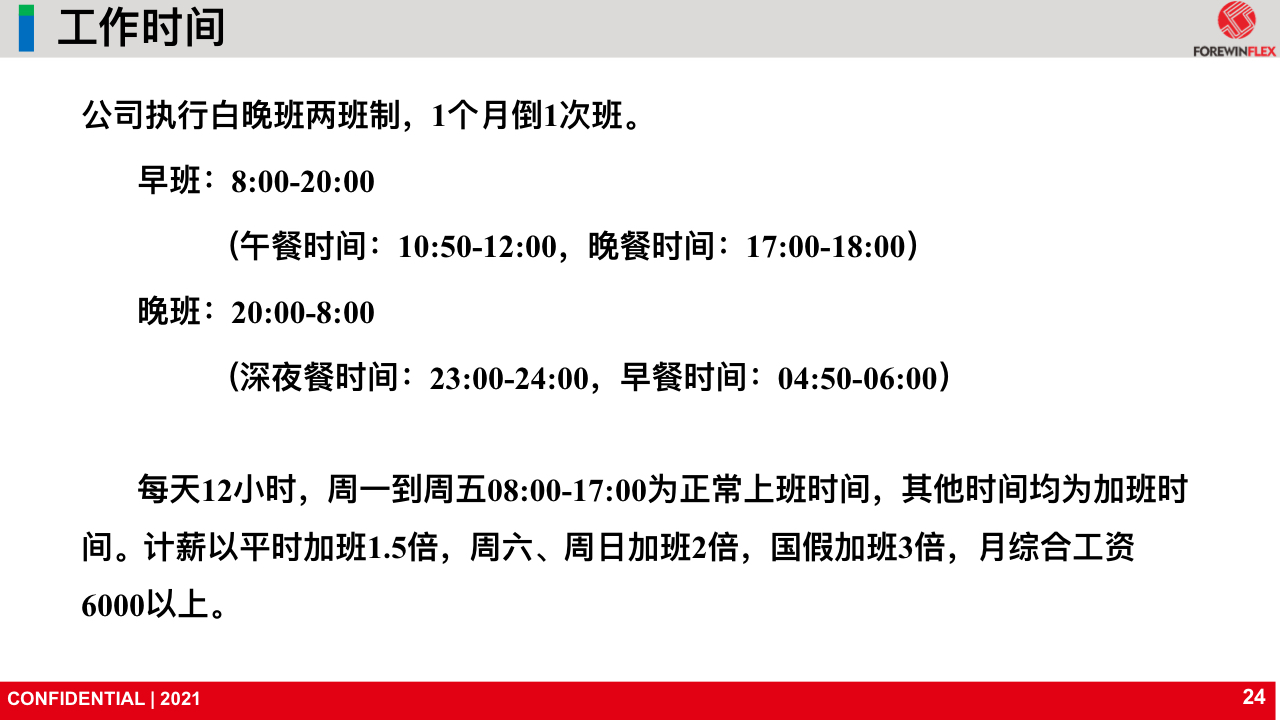 工作时间
FOREWINFLEX
公司执行白晚班两班制，1个月倒1次班。
早班：8:00-20:00
（午餐时间：10:50-12:00，晚餐时间：17:00-18:00）
晚班：20:00-8:00
（深夜餐时间：23:00-24:00，早餐时间：04:50-06:00）
每天12小时，周一到周五08:00-17:00为正常上班时间，其他时间均为加班时
间。计薪以平时加班1.5倍，周六、周日加班2倍，国假加班3倍，月综合工资
6000以上。
CONFIDENTIAL | 2021
24